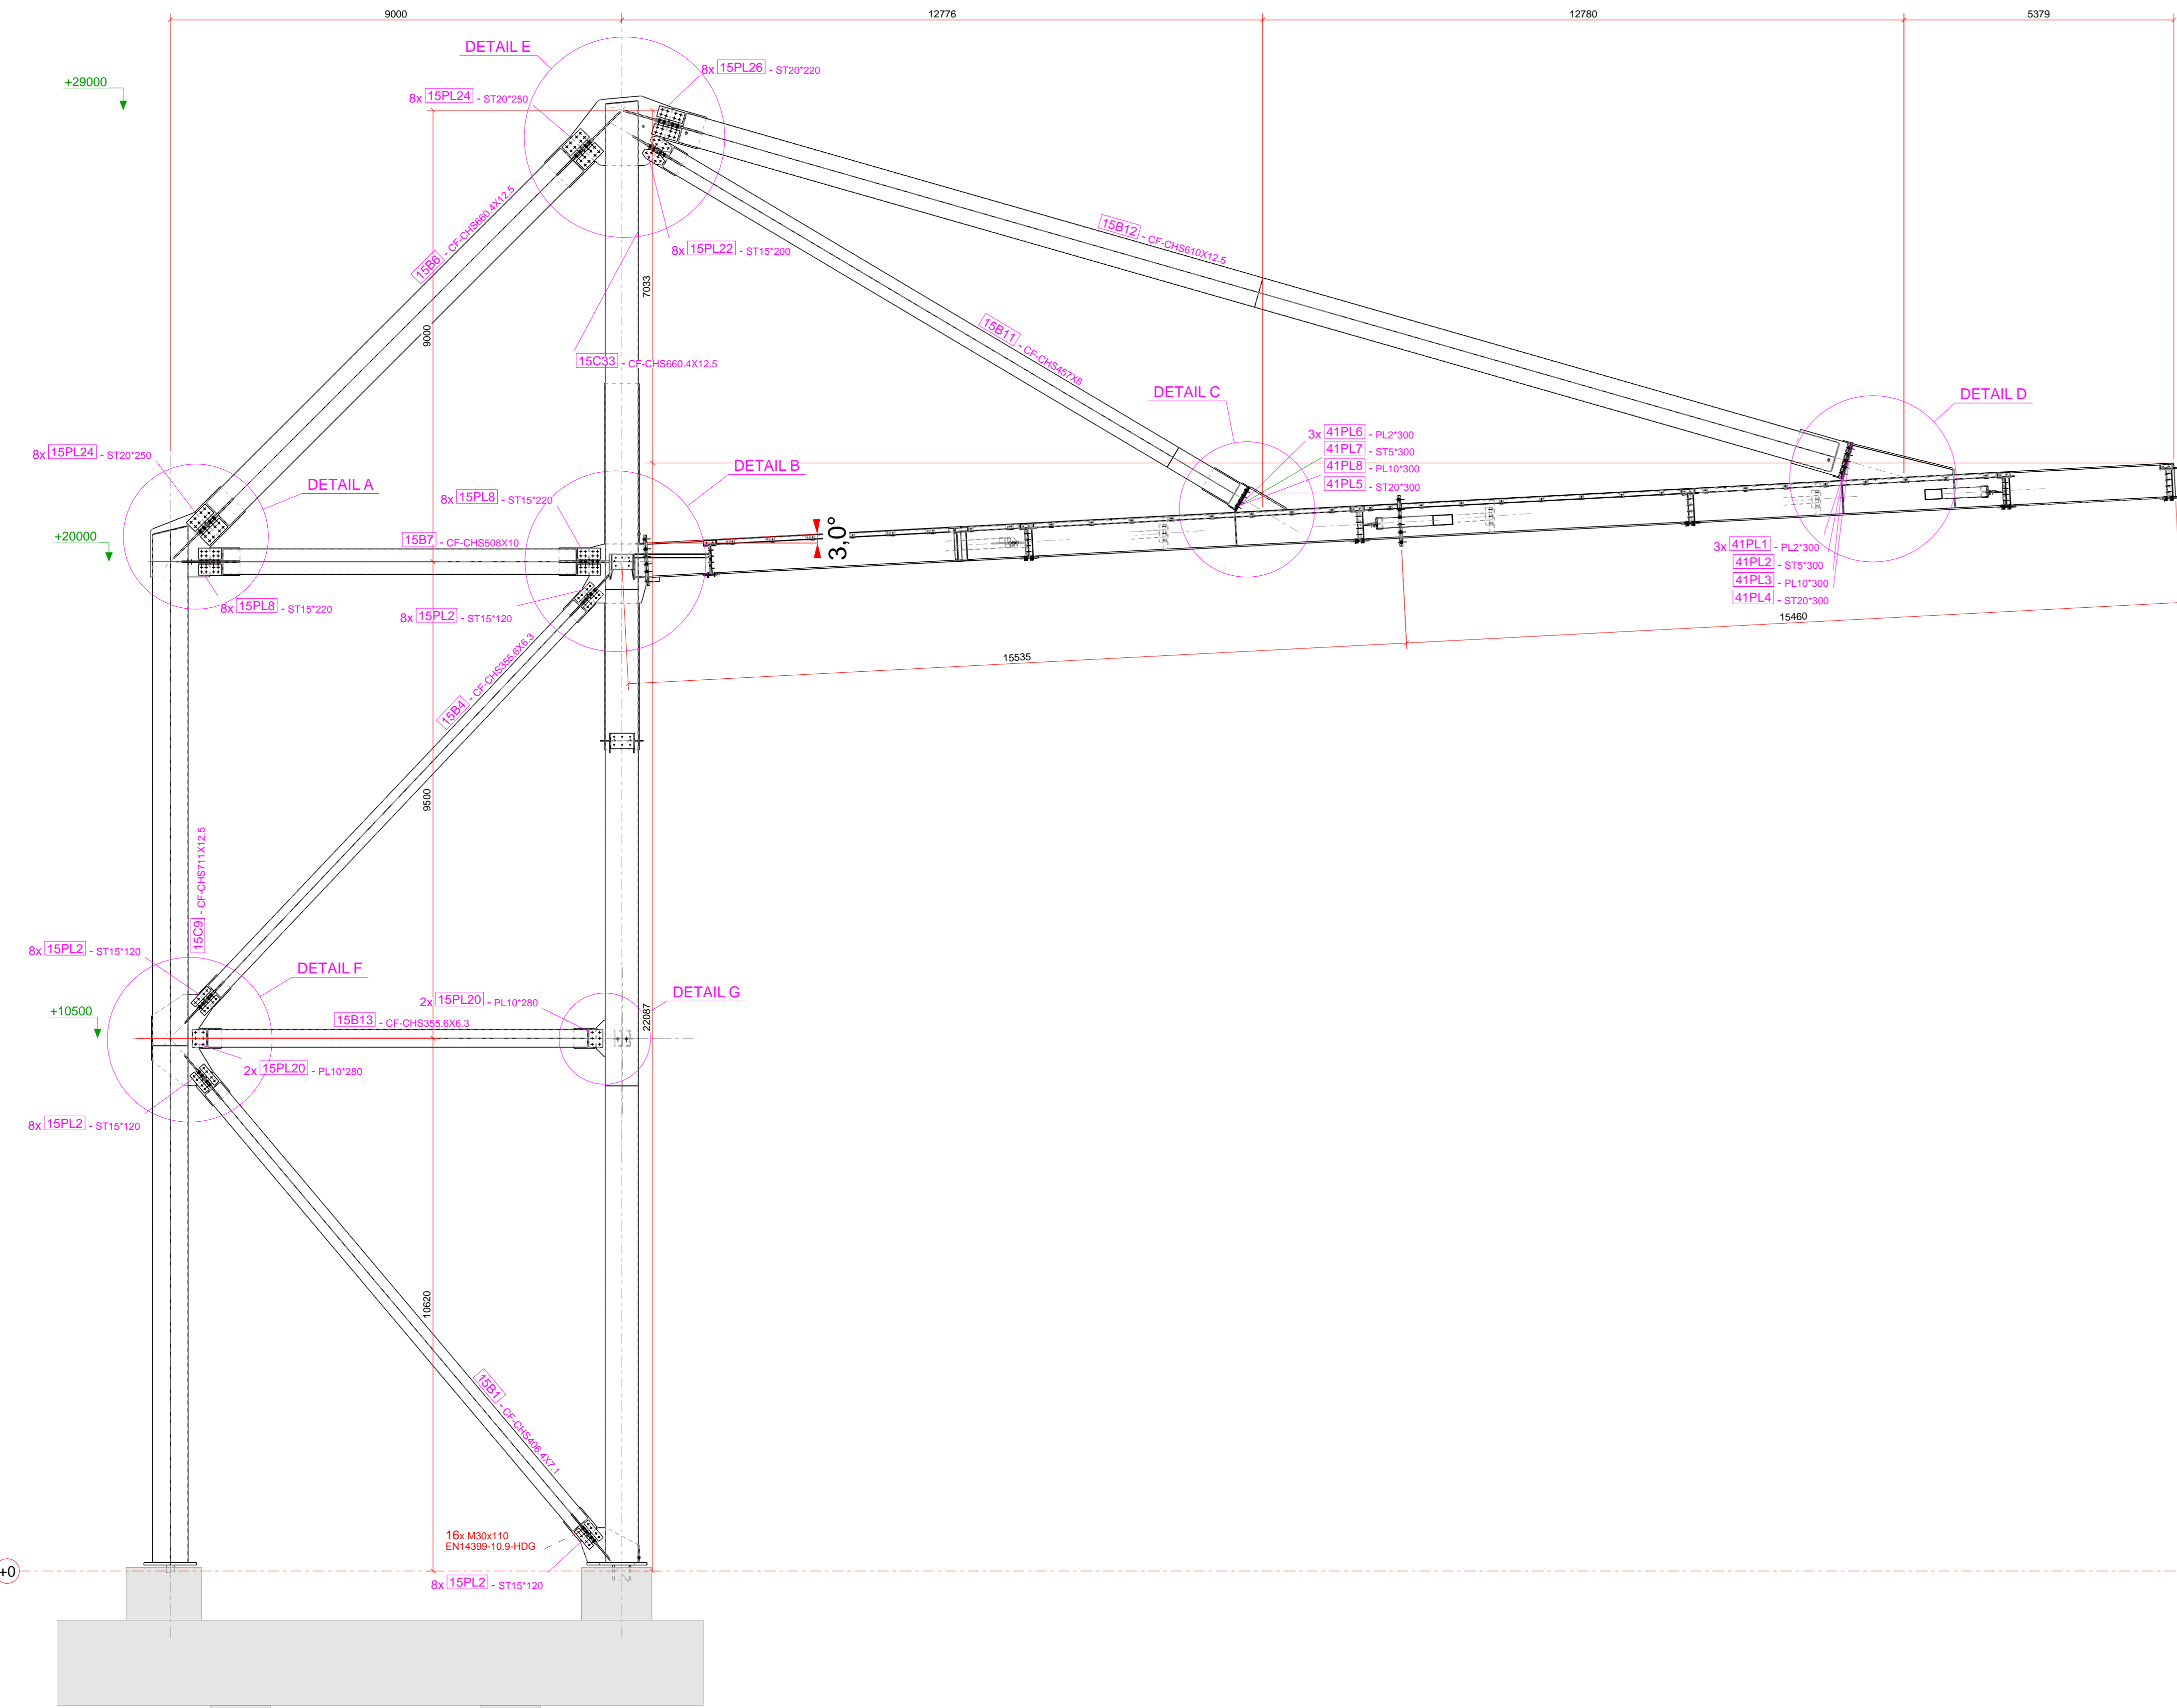 9000
12776
12780
5379
DETAIL E
8x 15PL26 - ST20*220
+29000
8x 15PL24 - ST20*250
15B6 - CF-CHS660.4X12.5
8x 15PL22 - ST15*200
15B12 - CF-CHS610X12.5
7033
9000
15B11 - CF-CHS457X8
15C33 - CF-CHS660.4X12.5
DETAIL C
DETAIL D
3x 41PL6 - PL2*300
41PL7 - ST5*300
41PL8 - PL10*300
41PL5 - ST20*300
8x 15PL24 - ST20*250
DETAIL A
DETAIL B
8x 15PL8 - ST15*220
+20000
15B7 - CF-CHS508X10
3,0°
3x 41PL1 - PL2*300
41PL2 - ST5*300
41PL3 - PL10*300
41PL4 - ST20*300
8x 15PL8 - ST15*220
8x 15PL2 - ST15*120
15460
15535
15B4 - CF-CHS355.6X6.3
9500
15C9 - CF-CHS711X12.5
8x 15PL2 - ST15*120
DETAIL F
DETAIL G
2x 15PL20 - PL10*280
+10500
15B13 - CF-CHS355.6X6.3
22087
2x 15PL20 - PL10*280
8x 15PL2 - ST15*120
10620
15B1 - CF-CHS406.4X7.1
16x M30x110
EN14399-10.9-HDG
+0
8x 15PL2 - ST15*120